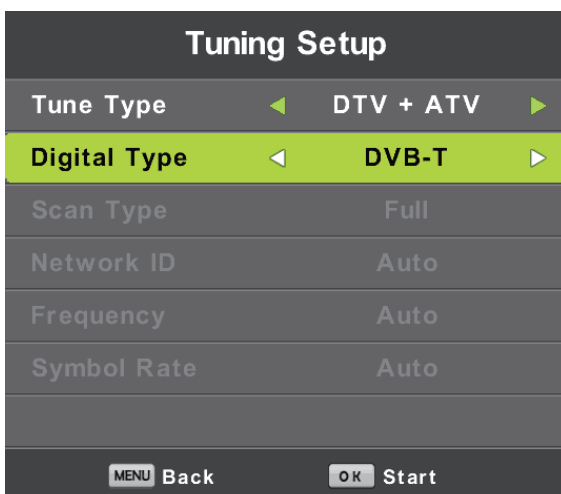 Tuning Setup
Tune Type DTV + ATV
Digital Type DVB-T
Scan Type Full
Network ID Auto
Frequency Auto
Symbol Rate Auto
MENU Back OK Start